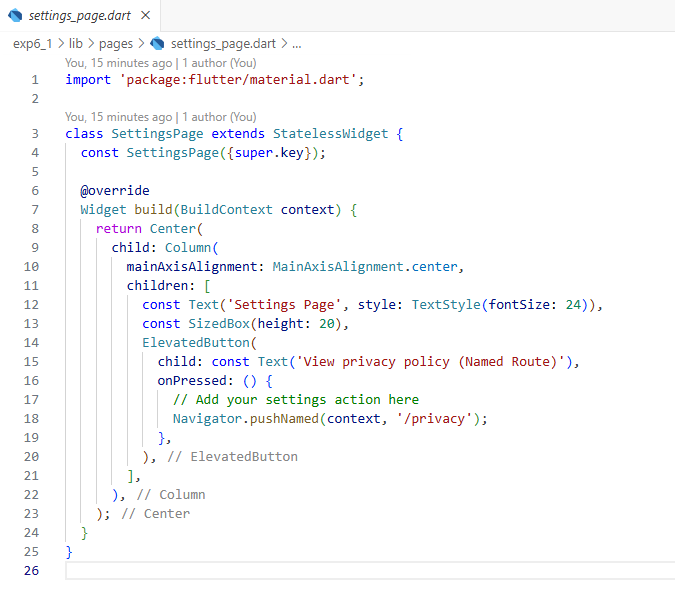 settings_page.dart ×
exp6_1 > lib > pages > settings_page.dart > ...
You, 15 minutes ago | 1 author (You)
1 import 'package:flutter/material.dart';
2
You, 15 minutes ago | 1 author (You)
3 class SettingsPage extends StatelessWidget {
4   const SettingsPage({super.key});
5
6   @override
7   Widget build(BuildContext context) {
8     return Center(
9       child: Column(
10         mainAxisAlignment: MainAxisAlignment.center,
11         children: [
12           const Text('Settings Page', style: TextStyle(fontSize: 24)),
13           const SizedBox(height: 20),
14           ElevatedButton(
15             child: const Text('View privacy policy (Named Route)'),
16             onPressed: () {
17               // Add your settings action here
18               Navigator.pushNamed(context, '/privacy');
19             },
20           ), // ElevatedButton
21         ],
22       ), // Column
23     ); // Center
24   }
25 }
26